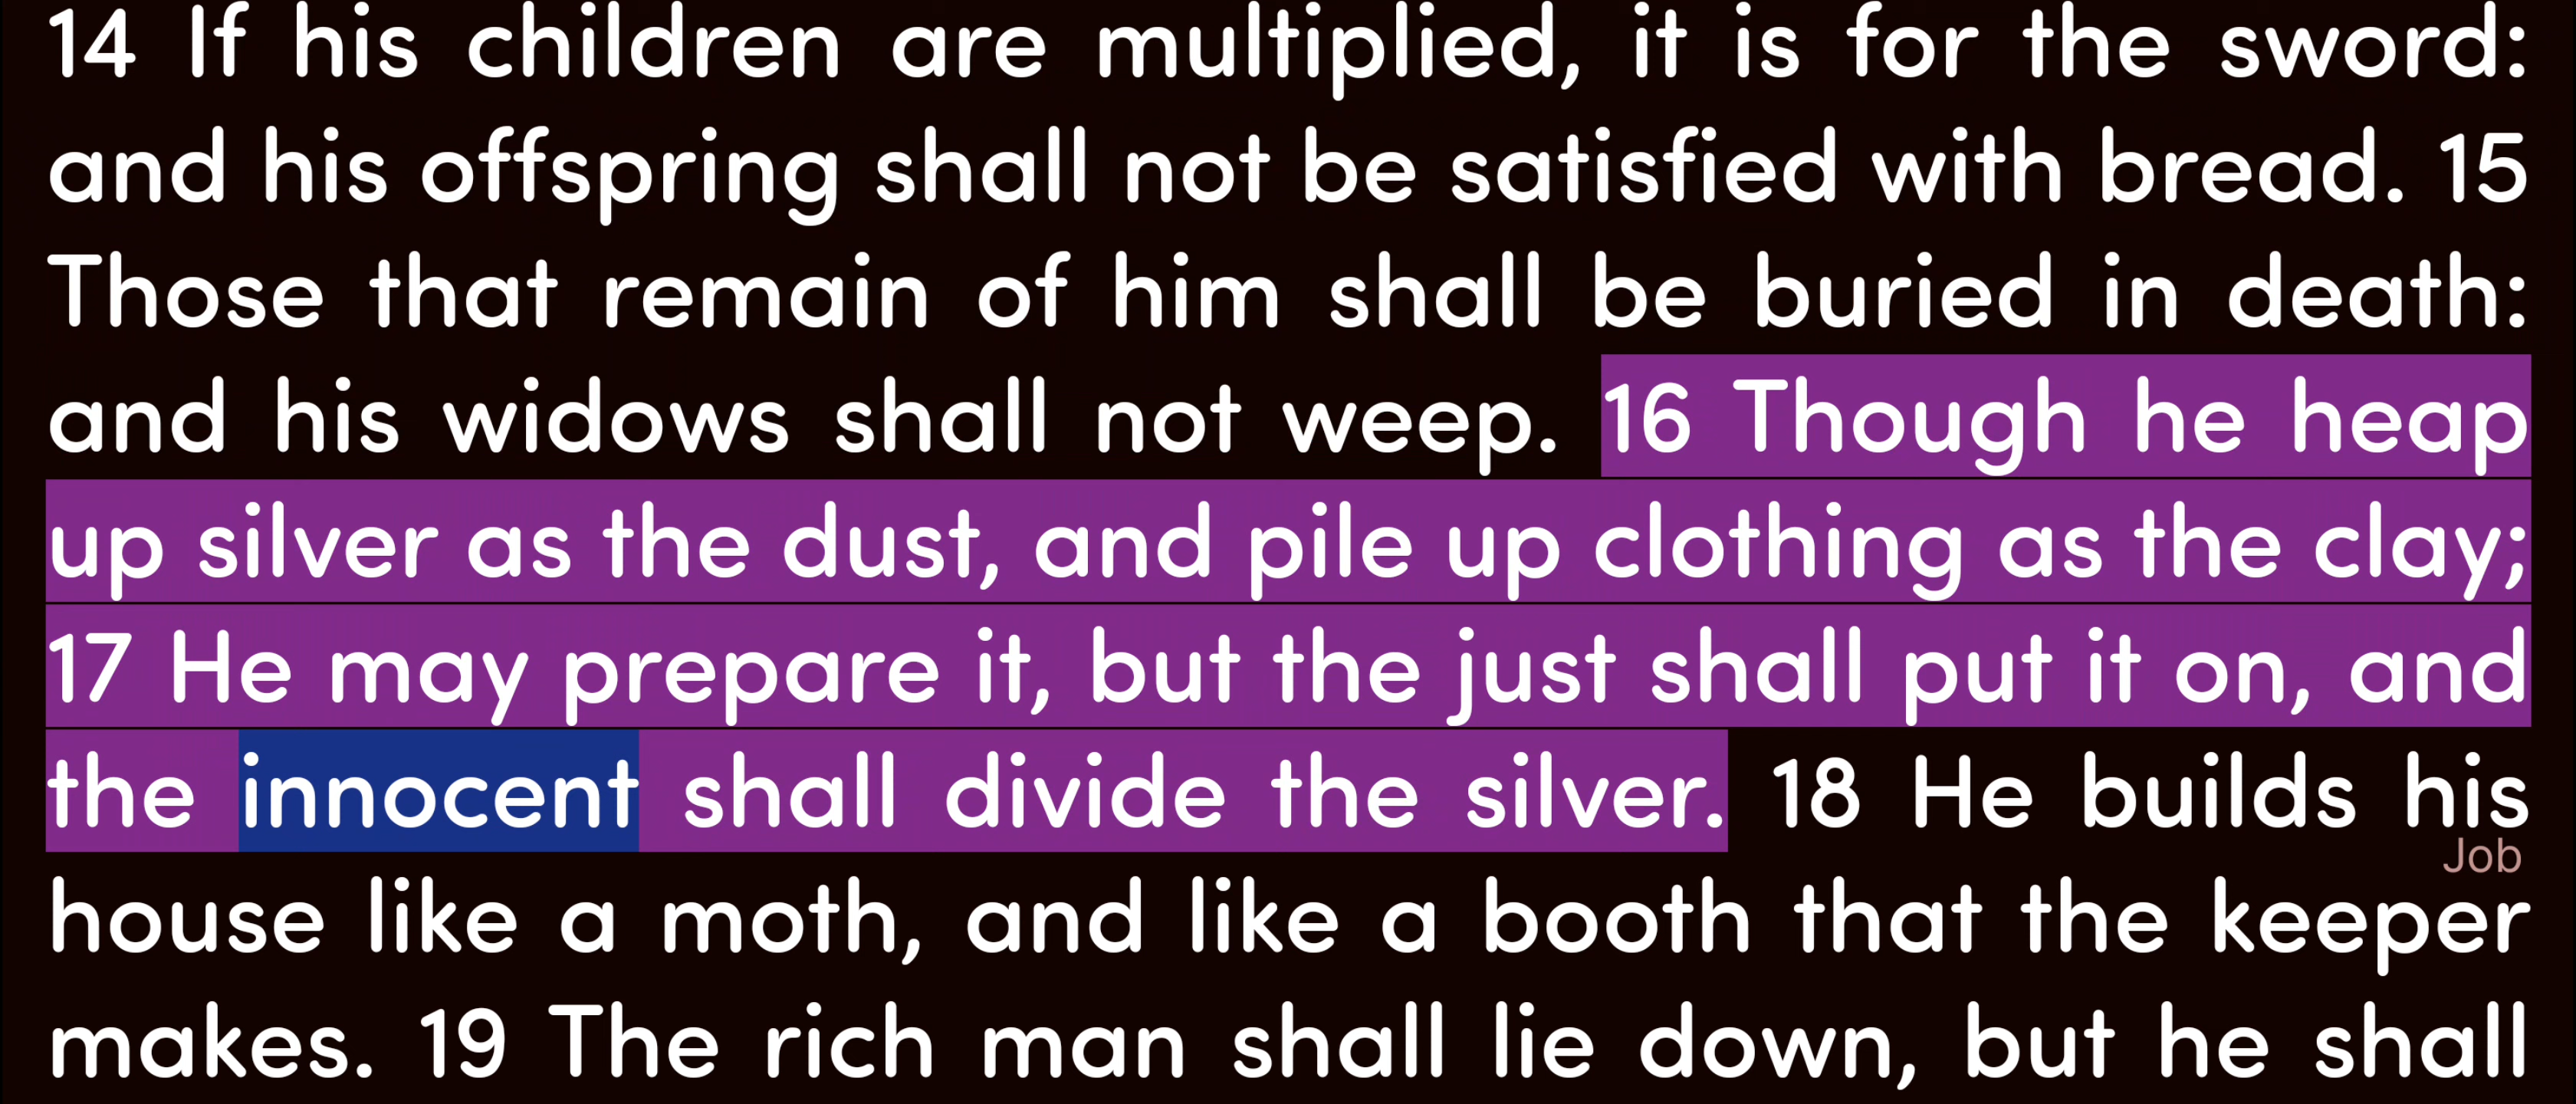 14 If his children are multiplied, it is for the sword:
and his offspring shall not be satisfied with bread. 15
Those that remain of him shall be buried in death:
and his widows shall not weep. 16 Though he heap
up silver as the dust, and pile up clothing as the clay;
17 He may prepare it, but the just shall put it on, and
the innocent shall divide the silver. 18 He builds his
Job
house like a moth, and like a booth that the keeper
makes. 19 The rich man shall lie down, but he shall